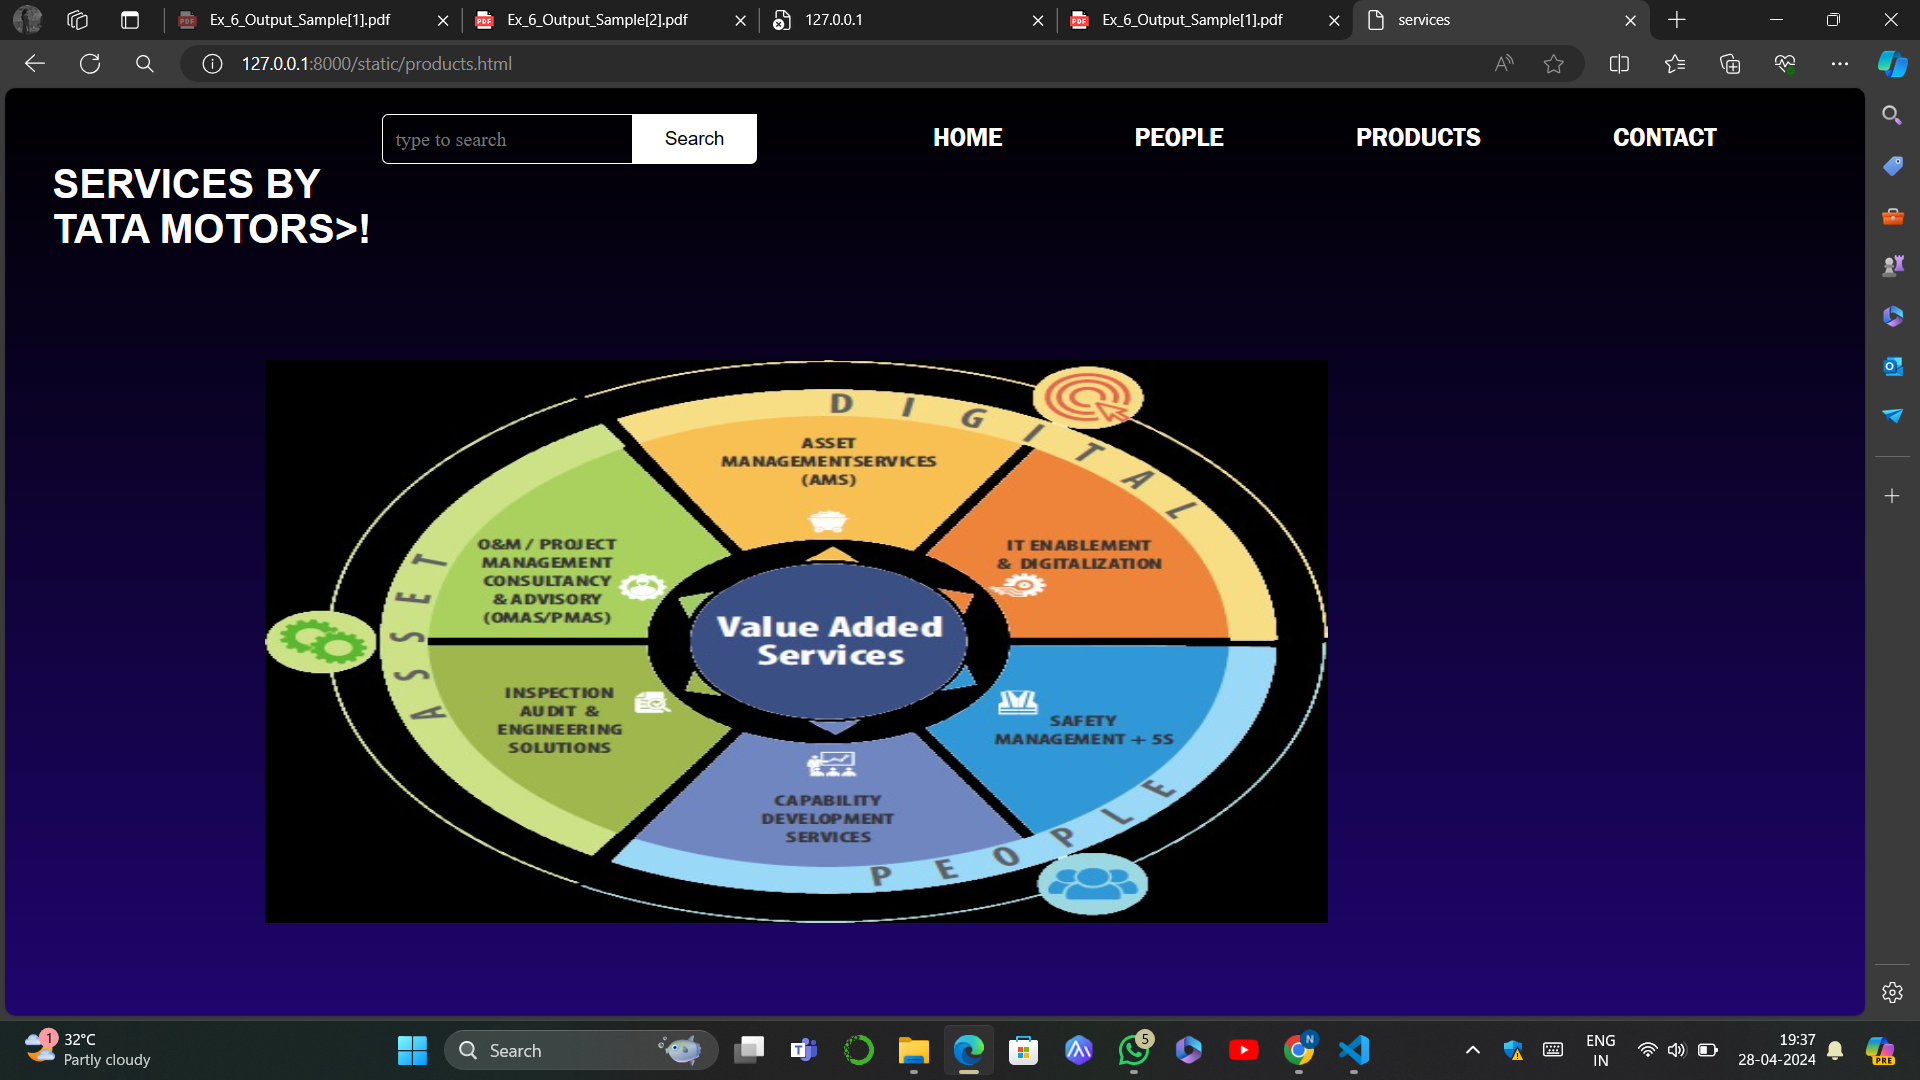 Ex_6_Output_Sample[1].pdf
Ex_6_Output_Sample[2].pdf
127.0.0.1
Ex_6_Output_Sample[1].pdf
services
127.0.0.1:8000/static/products.html
type to search
Search
HOME
PEOPLE
PRODUCTS
CONTACT
SERVICES BY
TATA MOTORS>!
DIGITAL
ASSET
MANAGEMENTSERVICES
(AMS)
O&M / PROJECT
MANAGEMENT
CONSULTANCY
& ADVISORY
(OMAS/PMAS)
IT ENABLEMENT
& DIGITALIZATION
ASSET
Value Added
Services
INSPECTION
AUDIT &
ENGINEERING
SOLUTIONS
SAFETY
MANAGEMENT + 5S
CAPABILITY
DEVELOPMENT
SERVICES
PEOPLE
1
32°C
Partly cloudy
Search
5
N
ENG
IN
19:37
28-04-2024
PRE